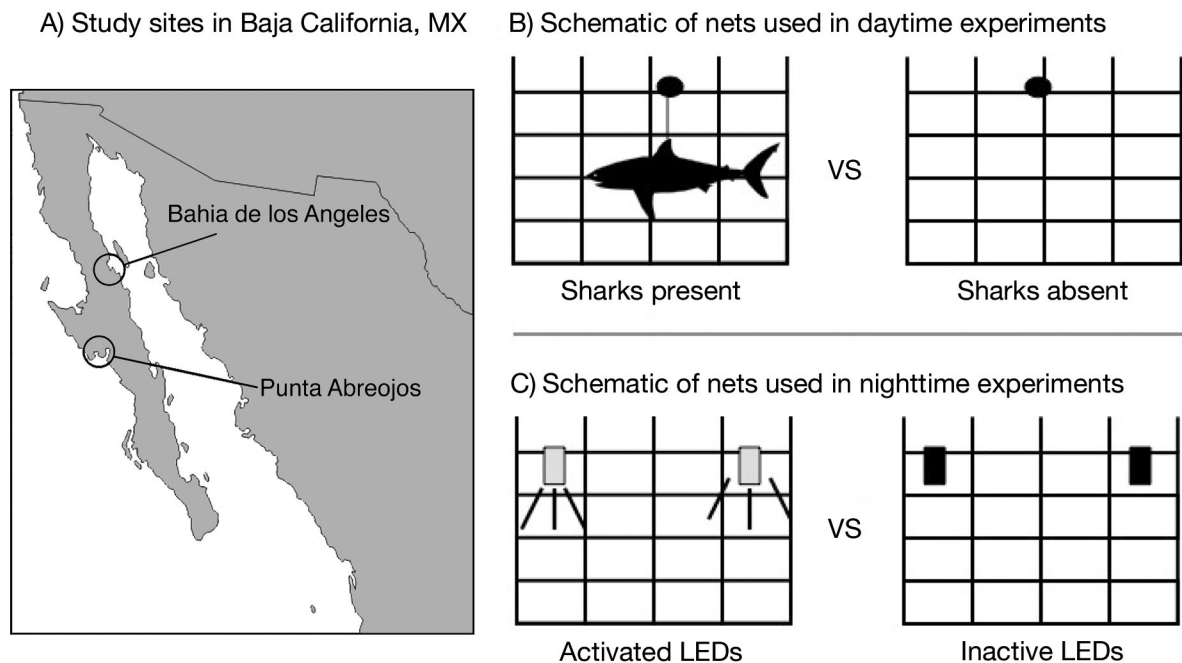 A) Study sites in Baja California, MX
Bahia de los Angeles
Punta Abreojos
B) Schematic of nets used in daytime experiments
VS
Sharks present
Sharks absent
C) Schematic of nets used in nighttime experiments
VS
Activated LEDs
Inactive LEDs